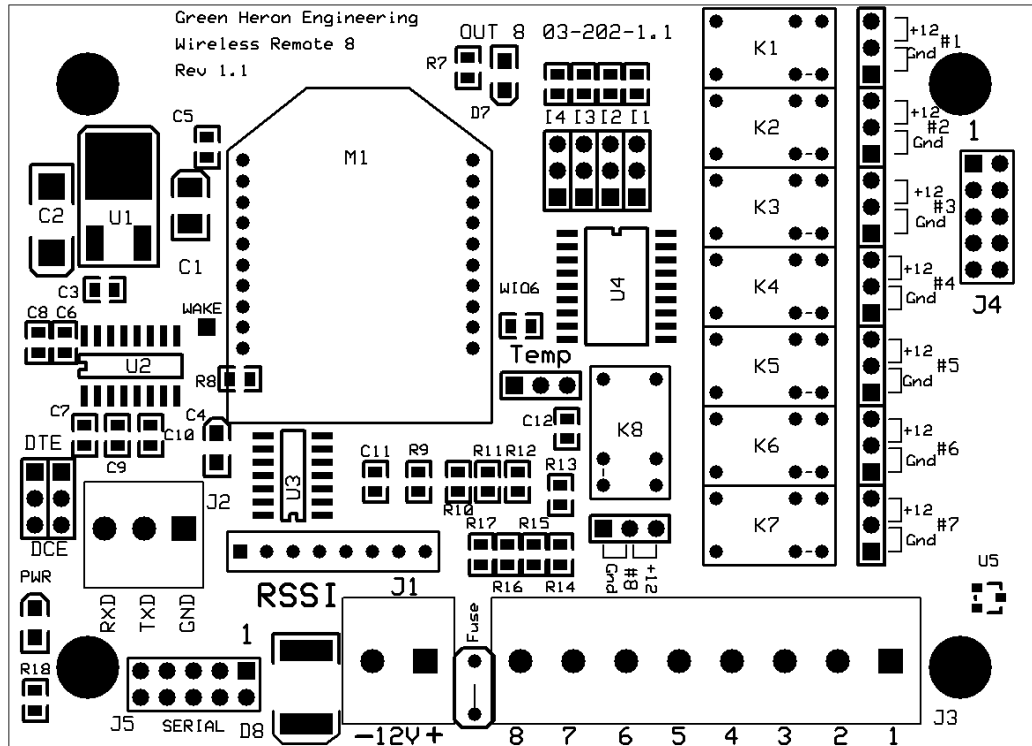 Green Heron Engineering
Wireless Remote 8
Rev 1.1
OUT 8 03-202-1.1
R7
D7
I4 I3 I2 I1
K1
+12
Gnd
#1
K2
+12
Gnd
#2
1
K3
+12
Gnd
#3
J4
K4
+12
Gnd
#4
K5
+12
Gnd
#5
K6
+12
Gnd
#6
K7
+12
Gnd
#7
C5
M1
C2
U1
C1
C3
WAKE
C8 C6
U2
R8
U4
WIO6
Temp
K8
C12
C7
C4
C10
C9
DTE
DCE
J2
U3
C11 R9 R11 R12
R10
R13
R17 R15
R16 R14
Gnd
#8
+12
U5
PWR
RXD
TXD
GND
RSSI
J1
1
Fuse
R18
J5
SERIAL
D8
-12V+
8 7 6 5 4 3 2 1
J3